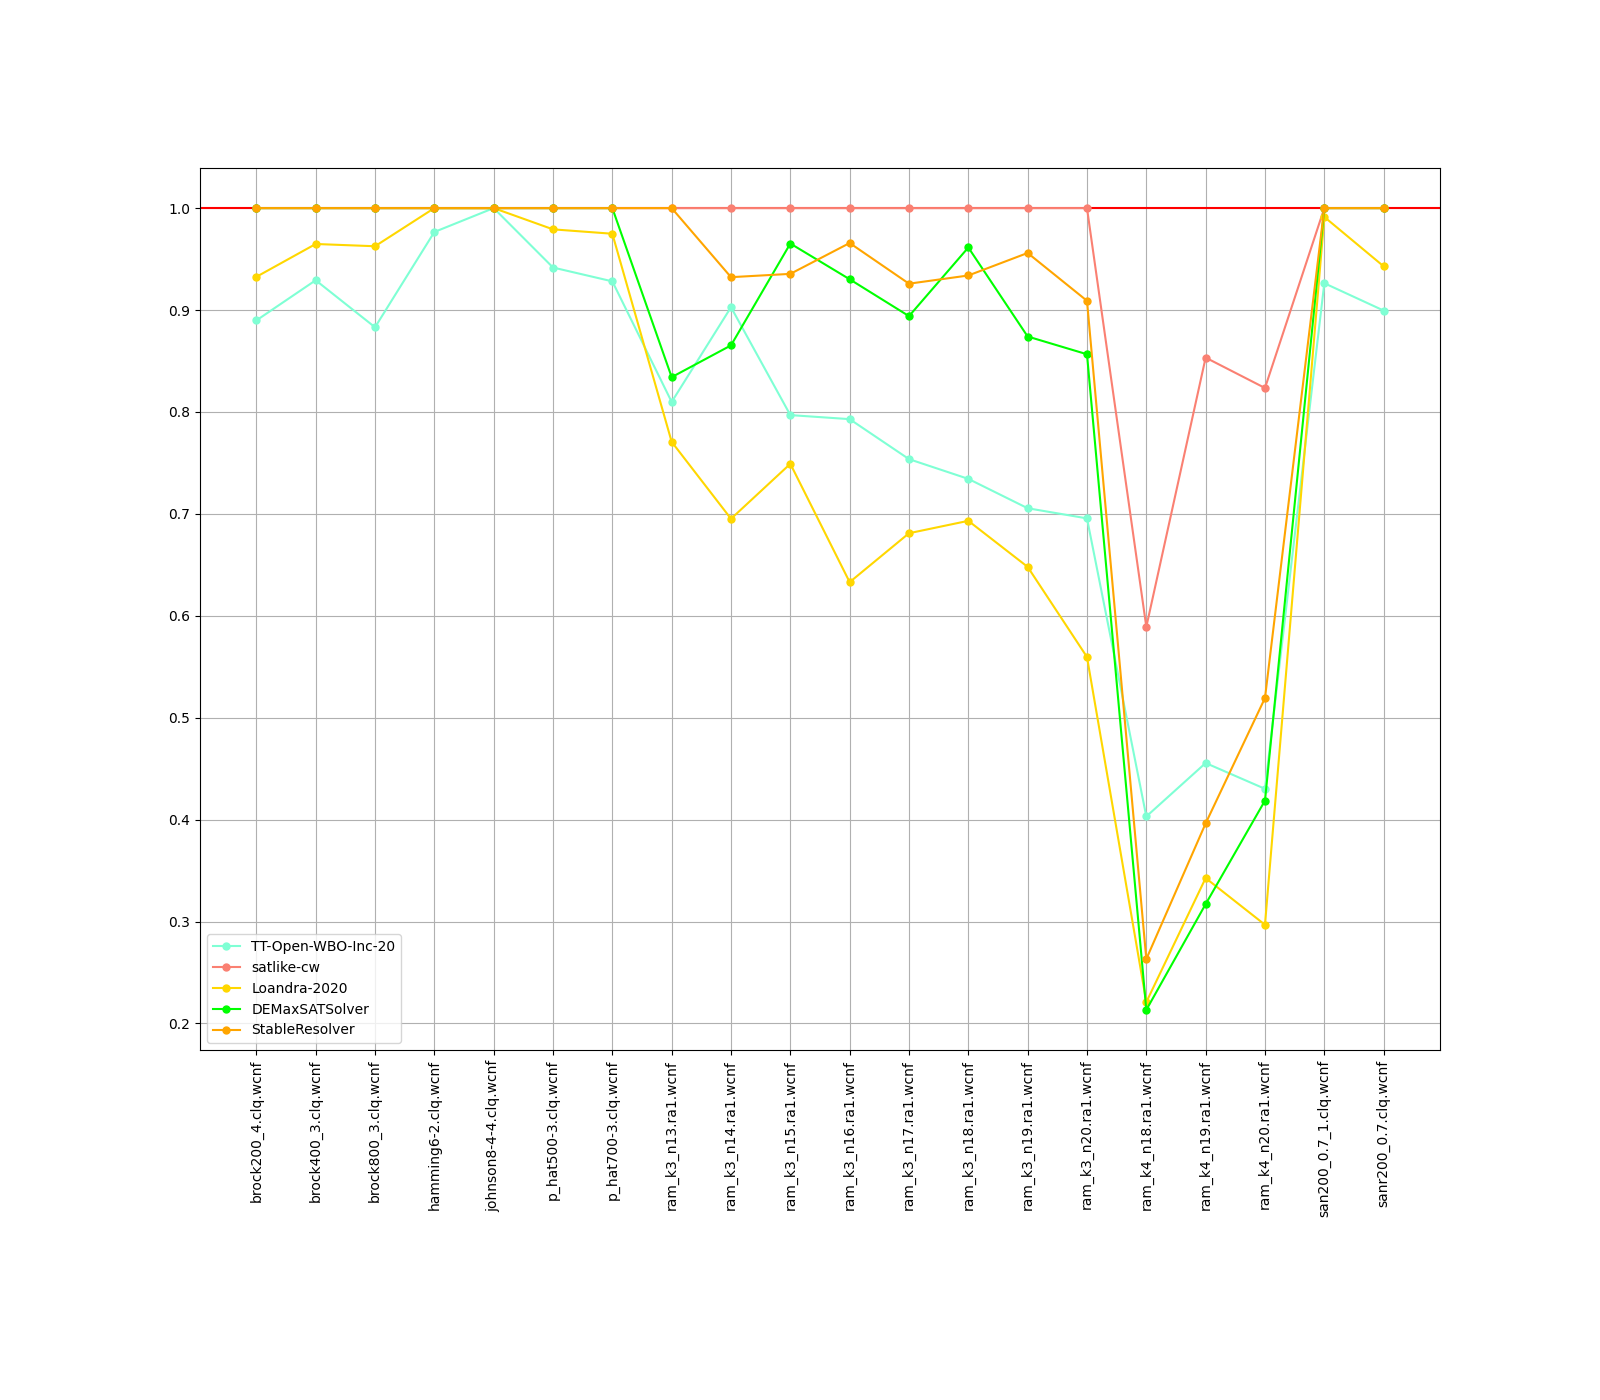 1.0
0.9
0.8
0.7
0.6
0.5
0.4
0.3
0.2
TT-Open-WBO-Inc-20
satlike-cw
Loandra-2020
DEMaxSATSolver
StableResolver
brock200_4.clq.wcnf
brock400_3.clq.wcnf
brock800_3.clq.wcnf
hamming6-2.clq.wcnf
johnson8-4-4.clq.wcnf
p_hat500-3.clq.wcnf
p_hat700-3.clq.wcnf
ram_k3_n13.ra1.wcnf
ram_k3_n14.ra1.wcnf
ram_k3_n15.ra1.wcnf
ram_k3_n16.ra1.wcnf
ram_k3_n17.ra1.wcnf
ram_k3_n18.ra1.wcnf
ram_k3_n19.ra1.wcnf
ram_k3_n20.ra1.wcnf
ram_k4_n18.ra1.wcnf
ram_k4_n19.ra1.wcnf
ram_k4_n20.ra1.wcnf
san200_0.7_1.clq.wcnf
sanr200_0.7.clq.wcnf